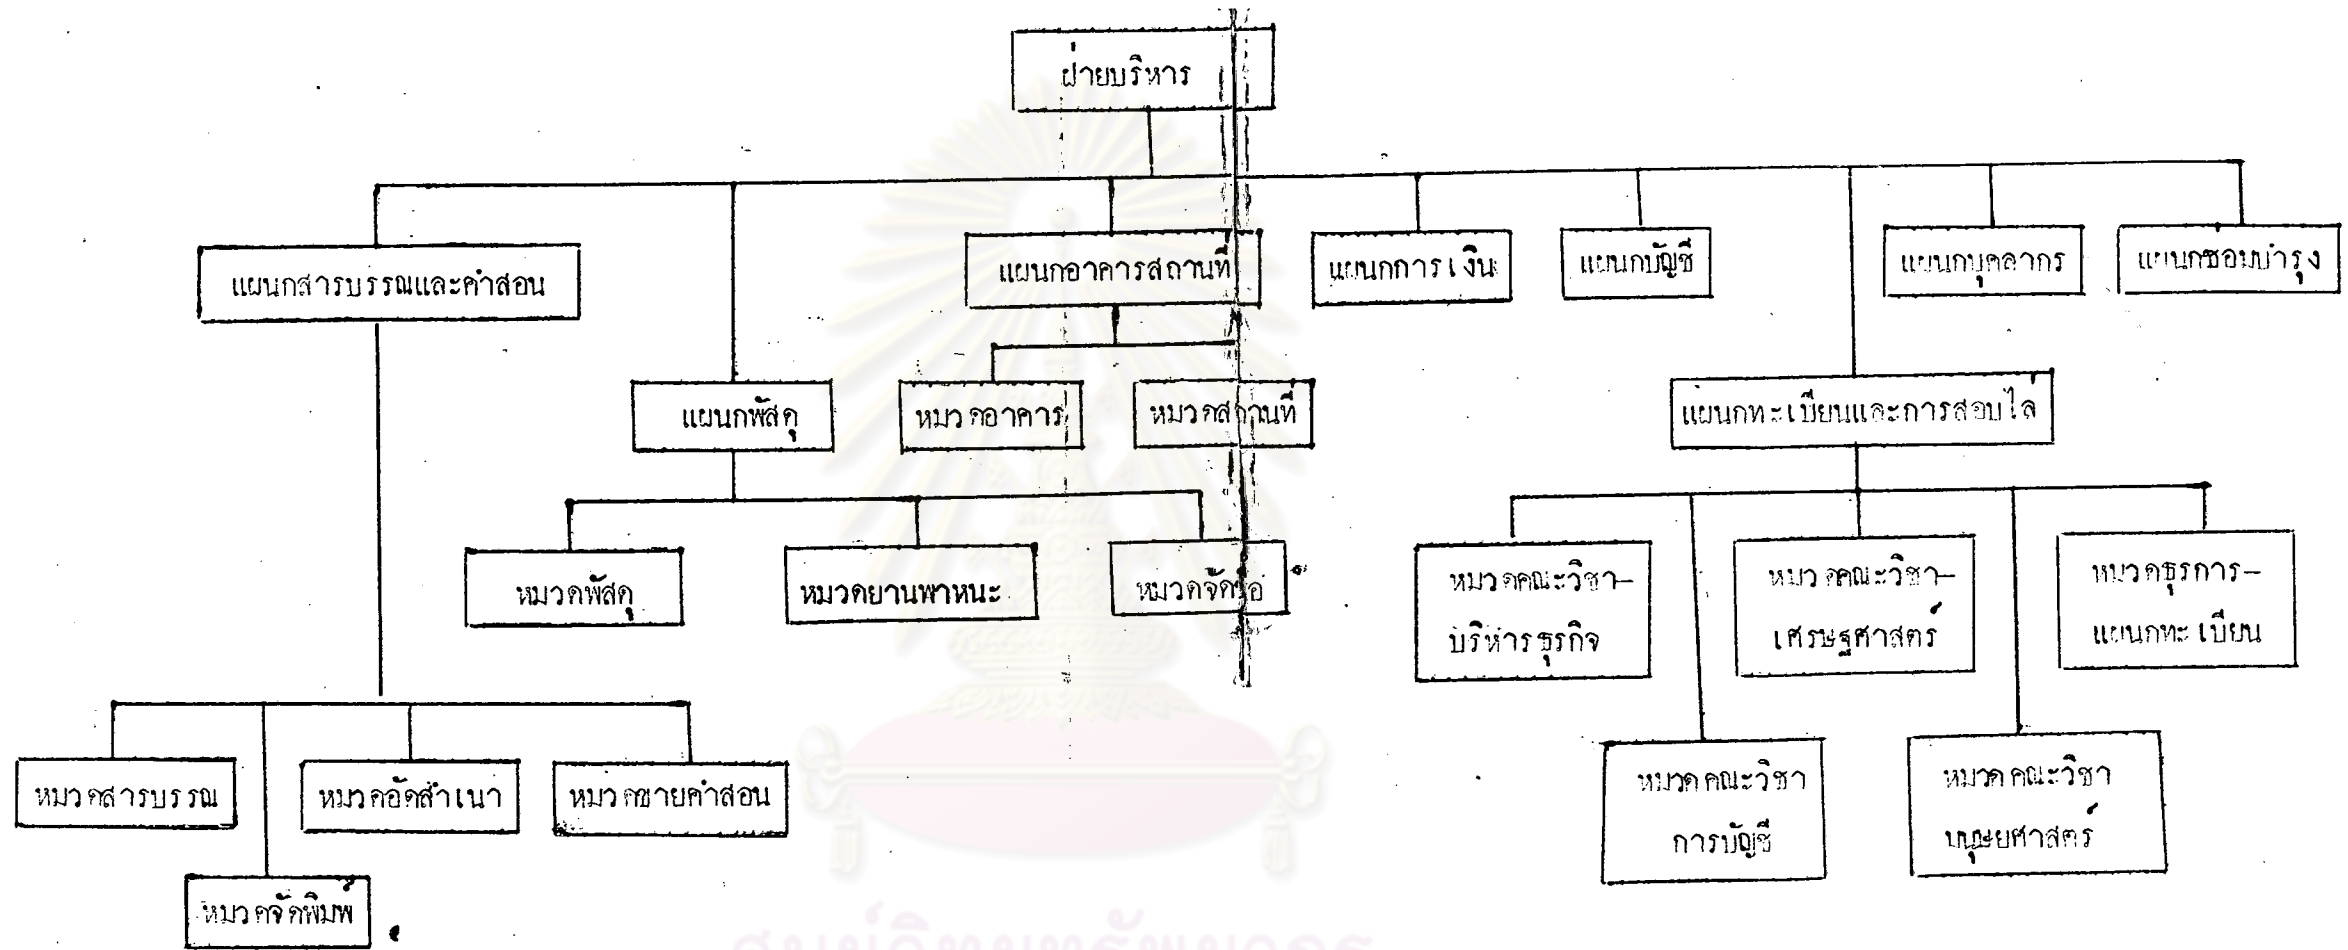 ฝ่ายบริหาร
แผนกสารบรรณและคำสอน
แผนกอาคารสถานที่
แผนกการเงิน
แผนกบัญชี
แผนกบุคลากร
แผนกซอมบำรุง
แผนกพัสดุ
หมวดอาคาร
หมวดสถานที่
แผนกทะเบียนและการสอบไล่
หมวดพัสดุ
หมวดยานพาหนะ
หมวดจัดซื้อ
หมวดคณะวิชา–
บริหารธุรกิจ
หมวดคณะวิชา–
เศรษฐศาสตร์
หมวดธุรการ–
แผนกทะเบียน
หมวดสารบรรณ
หมวดอัดสำเนา
หมวดขายคำสอน
หมวดคณะวิชา
การบัญชี
หมวดคณะวิชา
มนุษยศาสตร์
หมวดจัดพิมพ์